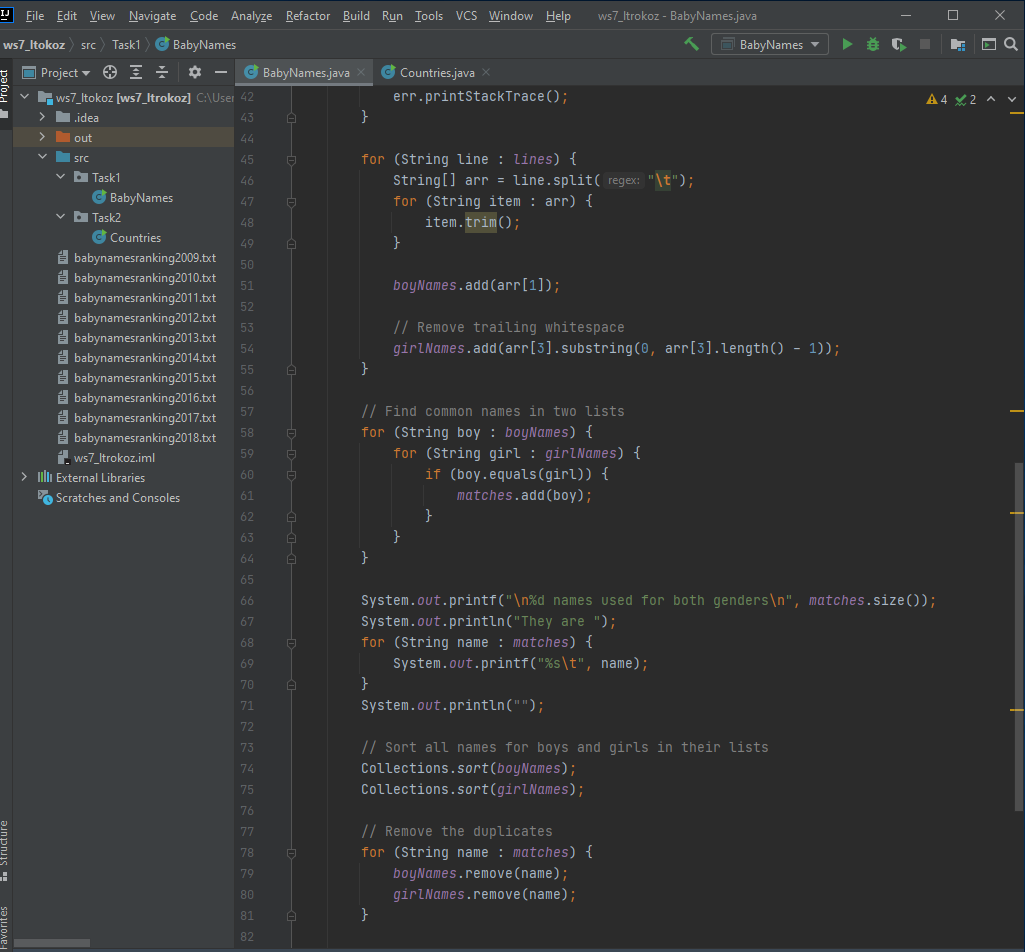 File Edit View Navigate Code Analyze Refactor Build Run Tools VCS Window Help ws7_ltokoz - BabyNames.java
ws7_ltokoz src Task1 BabyNames
BabyNames
Project
Project
BabyNames.java
Countries.java
ws7_ltokoz [ws7_ltrokoz] C:\User
.idea
out
src
Task1
BabyNames
Task2
Countries
babynamesranking2009.txt
babynamesranking2010.txt
babynamesranking2011.txt
babynamesranking2012.txt
babynamesranking2013.txt
babynamesranking2014.txt
babynamesranking2015.txt
babynamesranking2016.txt
babynamesranking2017.txt
babynamesranking2018.txt
ws7_ltrokoz.iml
External Libraries
Scratches and Consoles
Structure
Favorites
4 2
42 err.printStackTrace();
43 }
44
45 for (String line : lines) {
46 String[] arr = line.split( regex: "\t");
47 for (String item : arr) {
48 item.trim();
49 }
50
51 boyNames.add(arr[1]);
52
53 // Remove trailing whitespace
54 girlNames.add(arr[3].substring(0, arr[3].length() - 1));
55 }
56
57 // Find common names in two lists
58 for (String boy : boyNames) {
59 for (String girl : girlNames) {
60 if (boy.equals(girl)) {
61 matches.add(boy);
62 }
63 }
64 }
65
66 System.out.printf("\n%d names used for both genders\n", matches.size());
67 System.out.println("They are ");
68 for (String name : matches) {
69 System.out.printf("%s\t", name);
70 }
71 System.out.println("");
72
73 // Sort all names for boys and girls in their lists
74 Collections.sort(boyNames);
75 Collections.sort(girlNames);
76
77 // Remove the duplicates
78 for (String name : matches) {
79 boyNames.remove(name);
80 girlNames.remove(name);
81 }
82